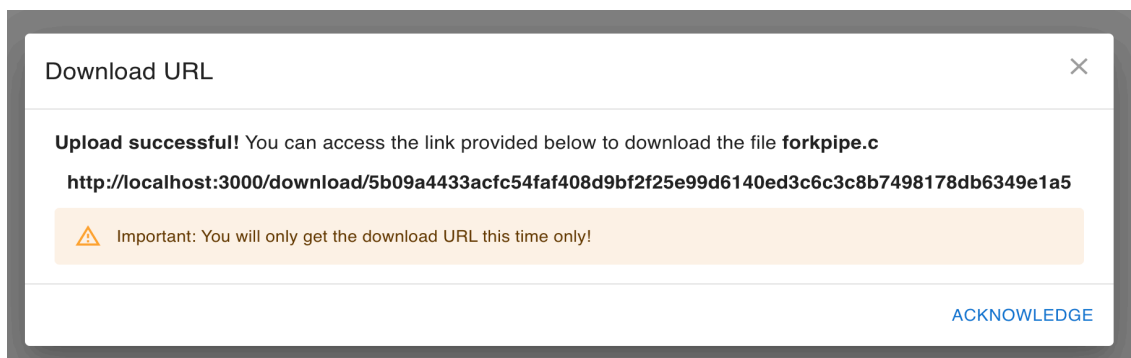 Download URL
Upload successful! You can access the link provided below to download the file forkpipe.c
http://localhost:3000/download/5b09a4433acfc54faf408d9bf2f25e99d6140ed3c6c3c8b7498178db6349e1a5
Important: You will only get the download URL this time only!
ACKNOWLEDGE